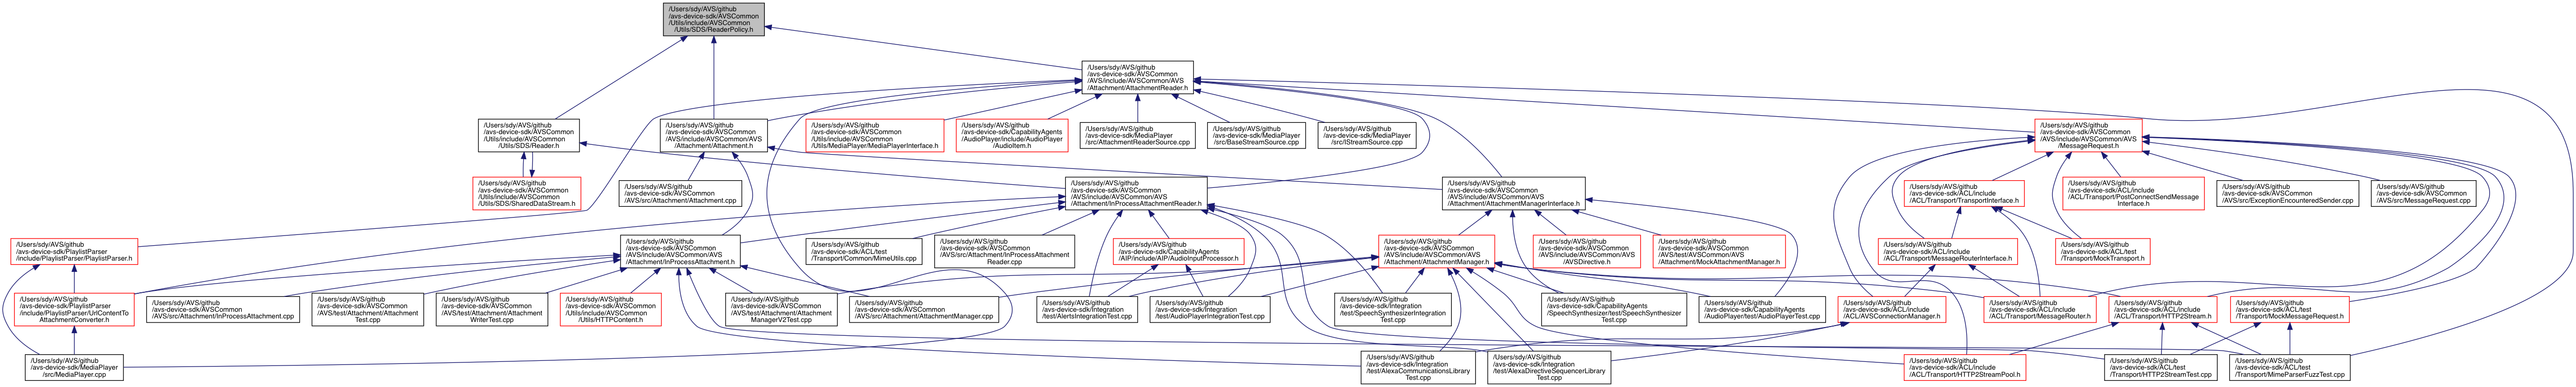 /Users/sdy/AVS/github
/avs-device-sdk/AVSCommon
/Utils/include/AVSCommon
/Utils/SDS/ReaderPolicy.h
/Users/sdy/AVS/github
/avs-device-sdk/AVSCommon
/AVS/include/AVSCommon/AVS
/Attachment/AttachmentReader.h
/Users/sdy/AVS/github
/avs-device-sdk/AVSCommon
/Utils/include/AVSCommon
/Utils/SDS/Reader.h
/Users/sdy/AVS/github
/avs-device-sdk/AVSCommon
/AVS/include/AVSCommon/AVS
/Attachment/Attachment.h
/Users/sdy/AVS/github
/avs-device-sdk/AVSCommon
/Utils/include/AVSCommon
/Utils/MediaPlayer/MediaPlayerInterface.h
/Users/sdy/AVS/github
/avs-device-sdk/CapabilityAgents
/AudioPlayer/include/AudioPlayer
/AudioItem.h
/Users/sdy/AVS/github
/avs-device-sdk/MediaPlayer
/src/AttachmentReaderSource.cpp
/Users/sdy/AVS/github
/avs-device-sdk/MediaPlayer
/src/BaseStreamSource.cpp
/Users/sdy/AVS/github
/avs-device-sdk/MediaPlayer
/src/IStreamSource.cpp
/Users/sdy/AVS/github
/avs-device-sdk/AVSCommon
/AVS/include/AVSCommon/AVS
/MessageRequest.h
/Users/sdy/AVS/github
/avs-device-sdk/AVSCommon
/Utils/include/AVSCommon
/Utils/SDS/SharedDataStream.h
/Users/sdy/AVS/github
/avs-device-sdk/AVSCommon
/AVS/src/Attachment/Attachment.cpp
/Users/sdy/AVS/github
/avs-device-sdk/AVSCommon
/AVS/include/AVSCommon/AVS
/Attachment/InProcessAttachmentReader.h
/Users/sdy/AVS/github
/avs-device-sdk/AVSCommon
/AVS/include/AVSCommon/AVS
/Attachment/AttachmentManagerInterface.h
/Users/sdy/AVS/github
/avs-device-sdk/ACL/include
/ACL/Transport/TransportInterface.h
/Users/sdy/AVS/github
/avs-device-sdk/ACL/include
/ACL/Transport/PostConnectSendMessage
Interface.h
/Users/sdy/AVS/github
/avs-device-sdk/AVSCommon
/AVS/src/ExceptionEncounteredSender.cpp
/Users/sdy/AVS/github
/avs-device-sdk/AVSCommon
/AVS/src/MessageRequest.cpp
/Users/sdy/AVS/github
/avs-device-sdk/PlaylistParser
/include/PlaylistParser/PlaylistParser.h
/Users/sdy/AVS/github
/avs-device-sdk/AVSCommon
/AVS/include/AVSCommon/AVS
/Attachment/InProcessAttachment.h
/Users/sdy/AVS/github
/avs-device-sdk/ACL/test
/Transport/Common/MimeUtils.cpp
/Users/sdy/AVS/github
/avs-device-sdk/AVSCommon
/AVS/src/Attachment/InProcessAttachment
Reader.cpp
/Users/sdy/AVS/github
/avs-device-sdk/CapabilityAgents
/AIP/include/AIP/AudioInputProcessor.h
/Users/sdy/AVS/github
/avs-device-sdk/AVSCommon
/AVS/include/AVSCommon/AVS
/Attachment/AttachmentManager.h
/Users/sdy/AVS/github
/avs-device-sdk/AVSCommon
/AVS/include/AVSCommon/AVS
/AVSDirective.h
/Users/sdy/AVS/github
/avs-device-sdk/AVSCommon
/AVS/test/AVSCommon/AVS
/Attachment/MockAttachmentManager.h
/Users/sdy/AVS/github
/avs-device-sdk/ACL/include
/ACL/Transport/MessageRouterInterface.h
/Users/sdy/AVS/github
/avs-device-sdk/ACL/test
/Transport/MockTransport.h
/Users/sdy/AVS/github
/avs-device-sdk/PlaylistParser
/include/PlaylistParser/UrlContentTo
AttachmentConverter.h
/Users/sdy/AVS/github
/avs-device-sdk/AVSCommon
/AVS/src/Attachment/InProcessAttachment.cpp
/Users/sdy/AVS/github
/avs-device-sdk/AVSCommon
/AVS/test/Attachment/Attachment
Test.cpp
/Users/sdy/AVS/github
/avs-device-sdk/AVSCommon
/AVS/test/Attachment/Attachment
WriterTest.cpp
/Users/sdy/AVS/github
/avs-device-sdk/AVSCommon
/Utils/include/AVSCommon
/Utils/HTTPContent.h
/Users/sdy/AVS/github
/avs-device-sdk/AVSCommon
/AVS/test/Attachment/Attachment
ManagerV2Test.cpp
/Users/sdy/AVS/github
/avs-device-sdk/AVSCommon
/AVS/src/Attachment/AttachmentManager.cpp
/Users/sdy/AVS/github
/avs-device-sdk/Integration
/test/AlertsIntegrationTest.cpp
/Users/sdy/AVS/github
/avs-device-sdk/Integration
/test/AudioPlayerIntegrationTest.cpp
/Users/sdy/AVS/github
/avs-device-sdk/Integration
/test/SpeechSynthesizerIntegration
Test.cpp
/Users/sdy/AVS/github
/avs-device-sdk/CapabilityAgents
/SpeechSynthesizer/test/SpeechSynthesizer
Test.cpp
/Users/sdy/AVS/github
/avs-device-sdk/CapabilityAgents
/AudioPlayer/test/AudioPlayerTest.cpp
/Users/sdy/AVS/github
/avs-device-sdk/ACL/include
/ACL/AVSConnectionManager.h
/Users/sdy/AVS/github
/avs-device-sdk/ACL/include
/ACL/Transport/MessageRouter.h
/Users/sdy/AVS/github
/avs-device-sdk/ACL/include
/ACL/Transport/HTTP2Stream.h
/Users/sdy/AVS/github
/avs-device-sdk/ACL/test
/Transport/MockMessageRequest.h
/Users/sdy/AVS/github
/avs-device-sdk/MediaPlayer
/src/MediaPlayer.cpp
/Users/sdy/AVS/github
/avs-device-sdk/Integration
/test/AlexaCommunicationsLibrary
Test.cpp
/Users/sdy/AVS/github
/avs-device-sdk/Integration
/test/AlexaDirectiveSequencerLibrary
Test.cpp
/Users/sdy/AVS/github
/avs-device-sdk/ACL/include
/ACL/Transport/HTTP2StreamPool.h
/Users/sdy/AVS/github
/avs-device-sdk/ACL/test
/Transport/HTTP2StreamTest.cpp
/Users/sdy/AVS/github
/avs-device-sdk/ACL/test
/Transport/MimeParserFuzzTest.cpp